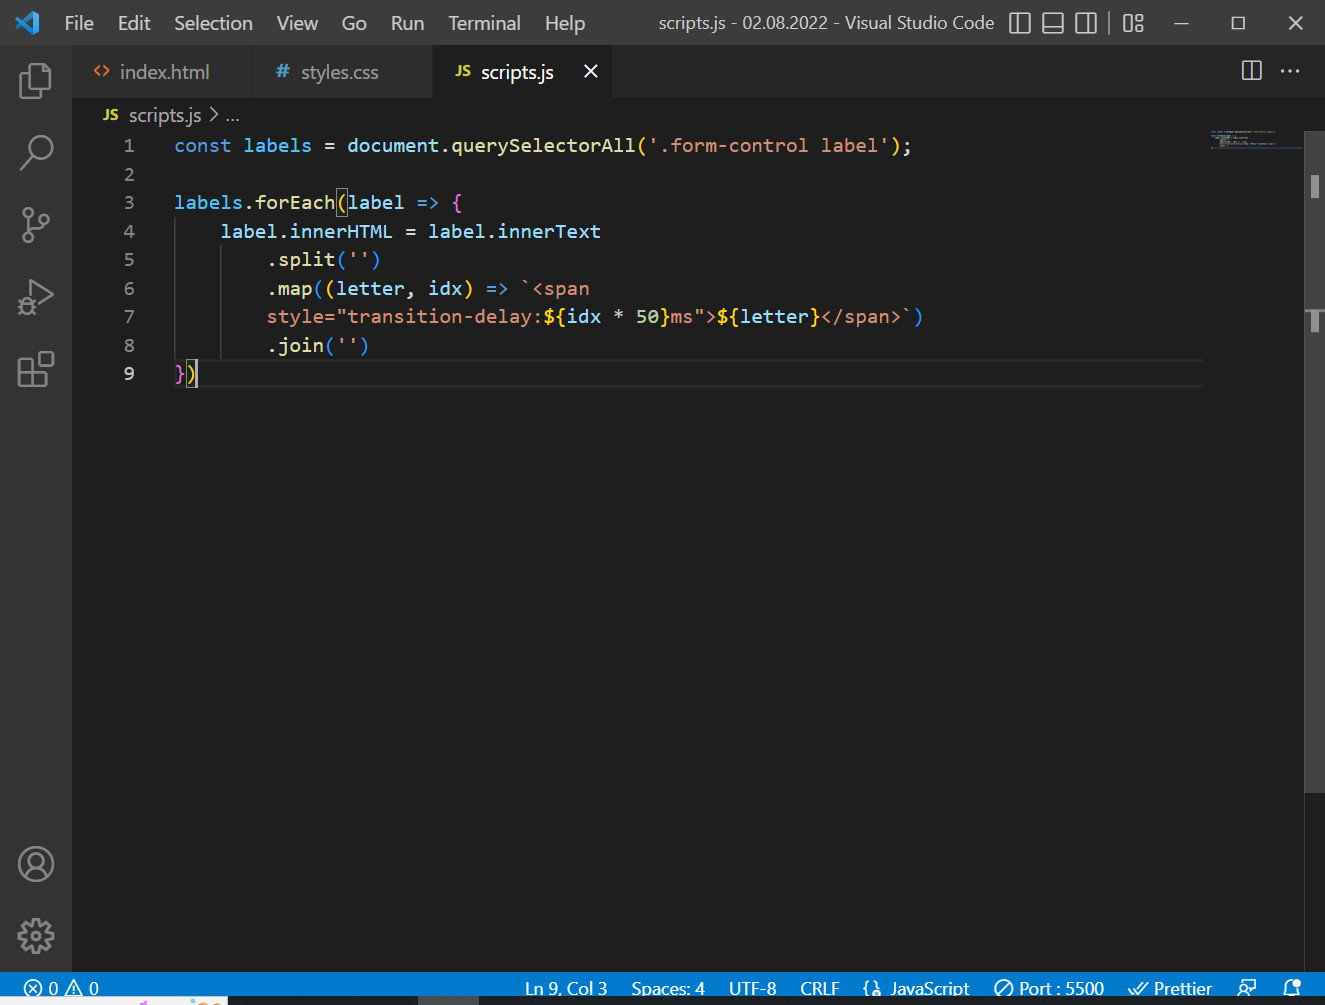 File Edit Selection View Go Run Terminal Help scripts.js - 02.08.2022 - Visual Studio Code
index.html # styles.css JS scripts.js
JS scripts.js > ...
1 const labels = document.querySelectorAll('.form-control label');
2
3 labels.forEach(label => {
4 label.innerHTML = label.innerText
5 .split('')
6 .map((letter, idx) => `<span
7 style="transition-delay:${idx * 50}ms">${letter}</span>`)
8 .join('')
9 })
0 0 Ln 9, Col 3 Spaces: 4 UTF-8 CRLF JavaScript Port : 5500 Prettier